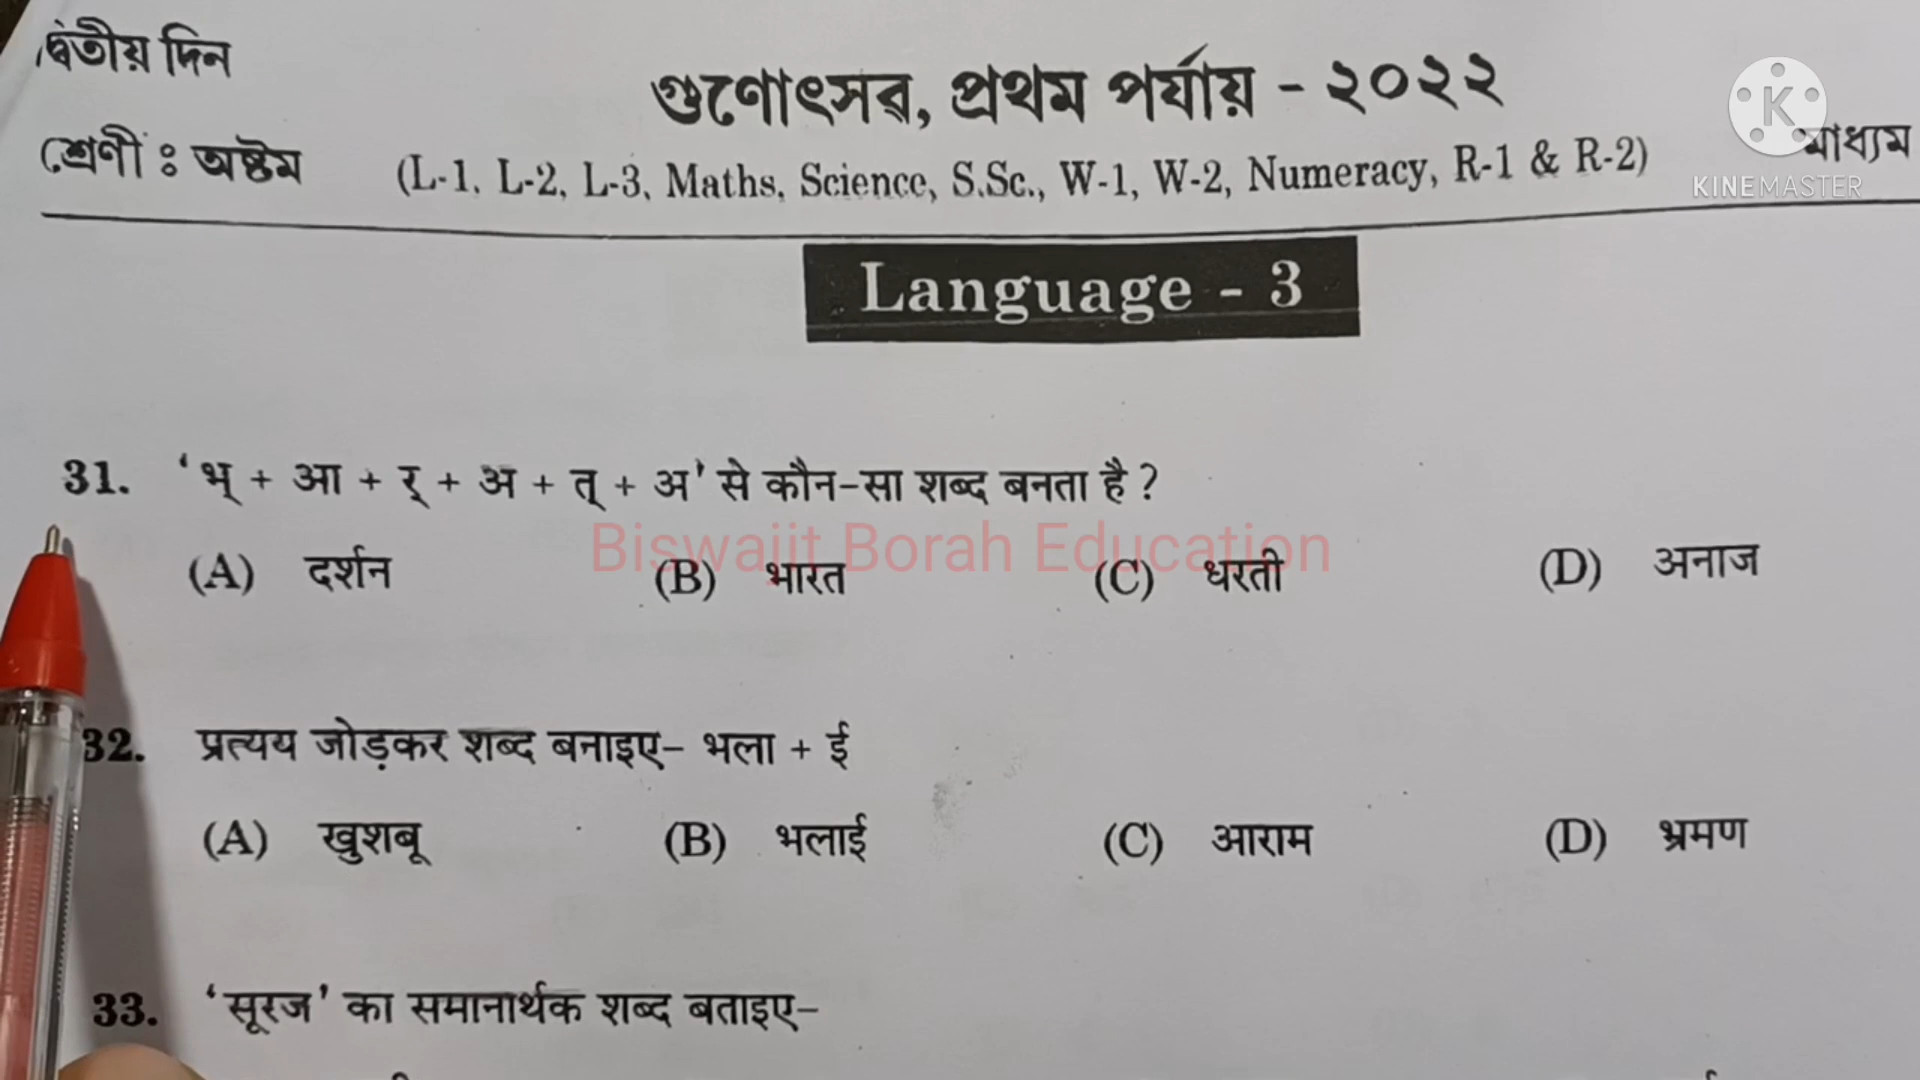 দ্বিতীয় দিন
গুণোৎসৱ, প্ৰথম পৰ্যায় - ২০২২
শ্ৰেণী : অষ্টম
(L-1, L-2, L-3, Maths, Science, S.Sc., W-1, W-2, Numeracy, R-1 & R-2)
মাধ্যম
KINEMASTER
Language - 3
31. ‘भ् + आ + र् + अ + त् + अ’ से कौन-सा शब्द बनता है ?
Biswajit Borah Education
(A) दर्शन (B) भारत (C) धरती (D) अनाज
32. प्रत्यय जोड़कर शब्द बनाइए- भला + ई
(A) खुशबू (B) भलाई (C) आराम (D) भ्रमण
33. ‘सूरज’ का समानार्थक शब्द बताइए-